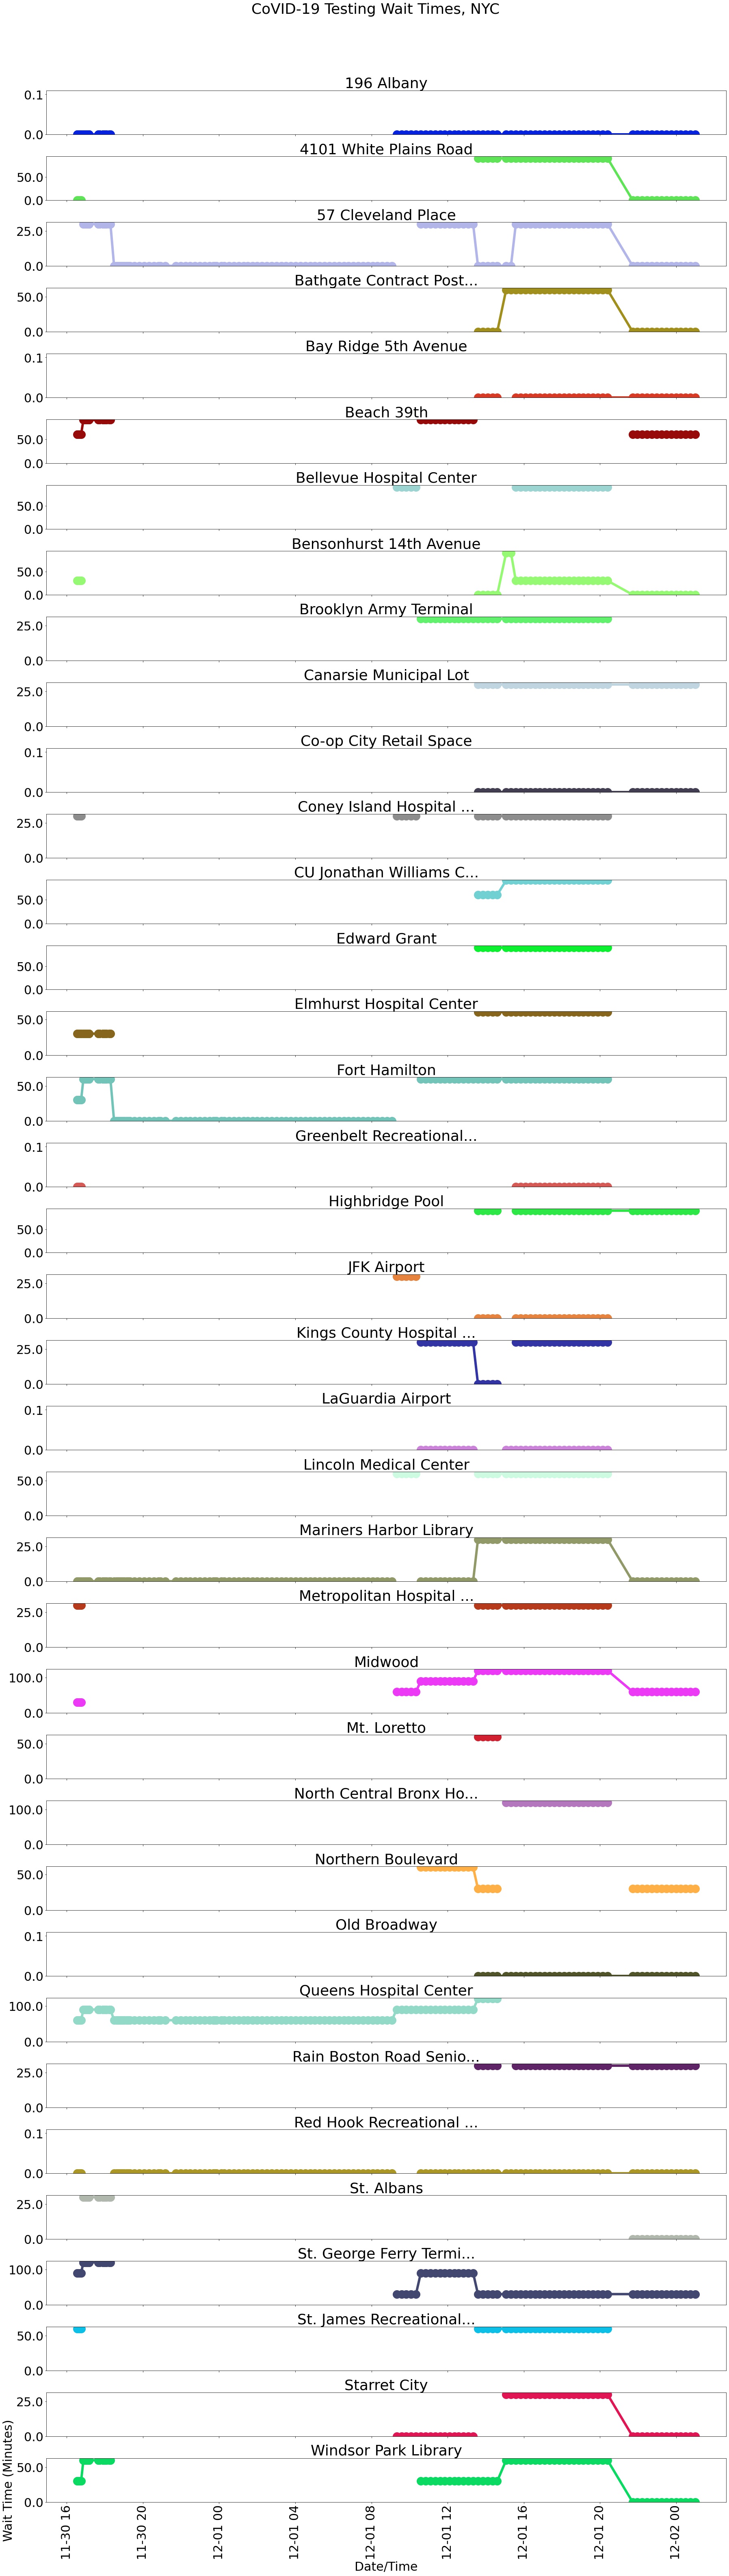 CoVID-19 Testing Wait Times, NYC
196 Albany
0.1
0.0
4101 White Plains Road
50.0
0.0
57 Cleveland Place
25.0
0.0
Bathgate Contract Post...
50.0
0.0
Bay Ridge 5th Avenue
0.1
0.0
Beach 39th
50.0
0.0
Bellevue Hospital Center
50.0
0.0
Bensonhurst 14th Avenue
50.0
0.0
Brooklyn Army Terminal
25.0
0.0
Canarsie Municipal Lot
25.0
0.0
Co-op City Retail Space
0.1
0.0
Coney Island Hospital ...
25.0
0.0
CU Jonathan Williams C...
50.0
0.0
Edward Grant
50.0
0.0
Elmhurst Hospital Center
50.0
0.0
Fort Hamilton
50.0
0.0
Greenbelt Recreational...
0.1
0.0
Highbridge Pool
50.0
0.0
JFK Airport
25.0
0.0
Kings County Hospital ...
25.0
0.0
LaGuardia Airport
0.1
0.0
Lincoln Medical Center
50.0
0.0
Mariners Harbor Library
25.0
0.0
Metropolitan Hospital ...
25.0
0.0
Midwood
100.0
0.0
Mt. Loretto
50.0
0.0
North Central Bronx Ho...
100.0
0.0
Northern Boulevard
50.0
0.0
Old Broadway
0.1
0.0
Queens Hospital Center
100.0
0.0
Rain Boston Road Senio...
25.0
0.0
Red Hook Recreational ...
0.1
0.0
St. Albans
25.0
0.0
St. George Ferry Termi...
100.0
0.0
St. James Recreational...
50.0
0.0
Starret City
25.0
0.0
Windsor Park Library
50.0
0.0
Wait Time (Minutes)
11-30 16
11-30 20
12-01 00
12-01 04
12-01 08
12-01 12
12-01 16
12-01 20
12-02 00
Date/Time